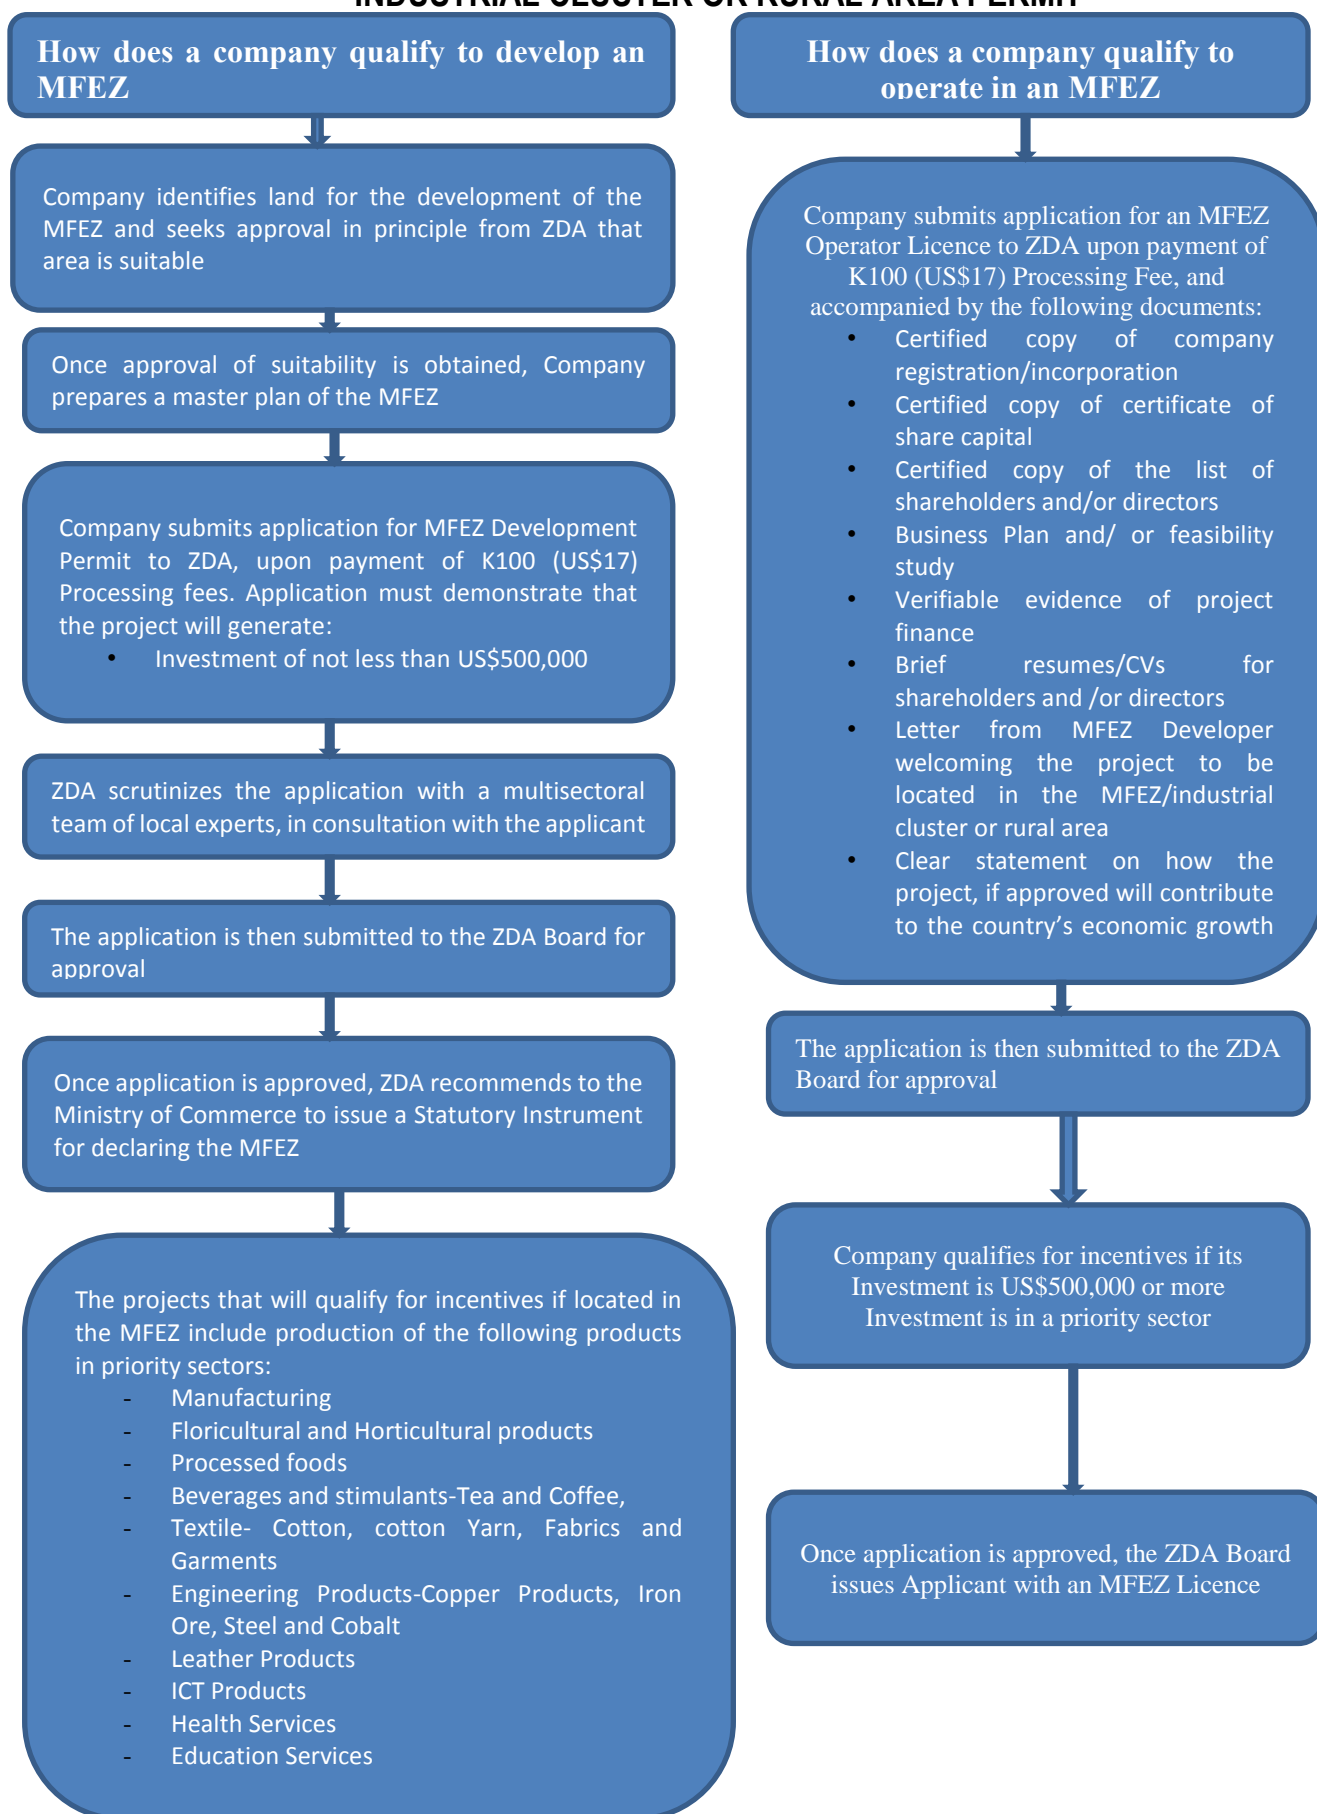 INDUSTRIAL CLUSTER OR RURAL AREA PERMIT
How does a company qualify to develop an
MFEZ
Company identifies land for the development of the
MFEZ and seeks approval in principle from ZDA that
area is suitable
Once approval of suitability is obtained, Company
prepares a master plan of the MFEZ
Company submits application for MFEZ Development
Permit to ZDA, upon payment of K100 (US$17)
Processing fees. Application must demonstrate that
the project will generate:
• Investment of not less than US$500,000
ZDA scrutinizes the application with a multisectoral
team of local experts, in consultation with the applicant
The application is then submitted to the ZDA Board for
approval
Once application is approved, ZDA recommends to the
Ministry of Commerce to issue a Statutory Instrument
for declaring the MFEZ
The projects that will qualify for incentives if located in
the MFEZ include production of the following products
in priority sectors:
- Manufacturing
- Floricultural and Horticultural products
- Processed foods
- Beverages and stimulants-Tea and Coffee,
- Textile- Cotton, cotton Yarn, Fabrics and
Garments
- Engineering Products-Copper Products, Iron
Ore, Steel and Cobalt
- Leather Products
- ICT Products
- Health Services
- Education Services
How does a company qualify to
operate in an MFEZ
Company submits application for an MFEZ
Operator Licence to ZDA upon payment of
K100 (US$17) Processing Fee, and
accompanied by the following documents:
• Certified copy of company
registration/incorporation
• Certified copy of certificate of
share capital
• Certified copy of the list of
shareholders and/or directors
• Business Plan and/ or feasibility
study
• Verifiable evidence of project
finance
• Brief resumes/CVs for
shareholders and /or directors
• Letter from MFEZ Developer
welcoming the project to be
located in the MFEZ/industrial
cluster or rural area
• Clear statement on how the
project, if approved will contribute
to the country’s economic growth
The application is then submitted to the ZDA
Board for approval
Company qualifies for incentives if its
Investment is US$500,000 or more
Investment is in a priority sector
Once application is approved, the ZDA Board
issues Applicant with an MFEZ Licence